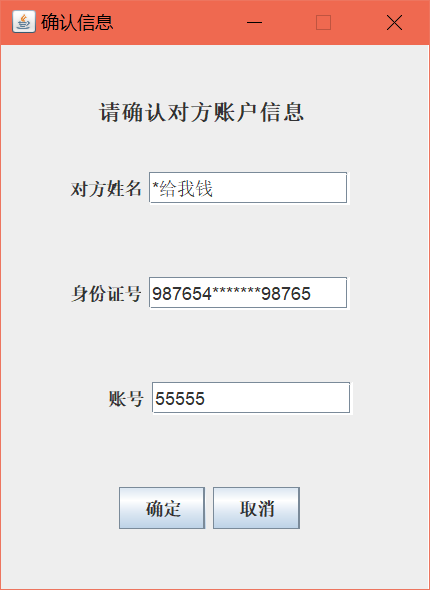 确认信息
请确认对方账户信息
对方姓名 *给我钱
身份证号 987654*******98765
账号 55555
确定 取消